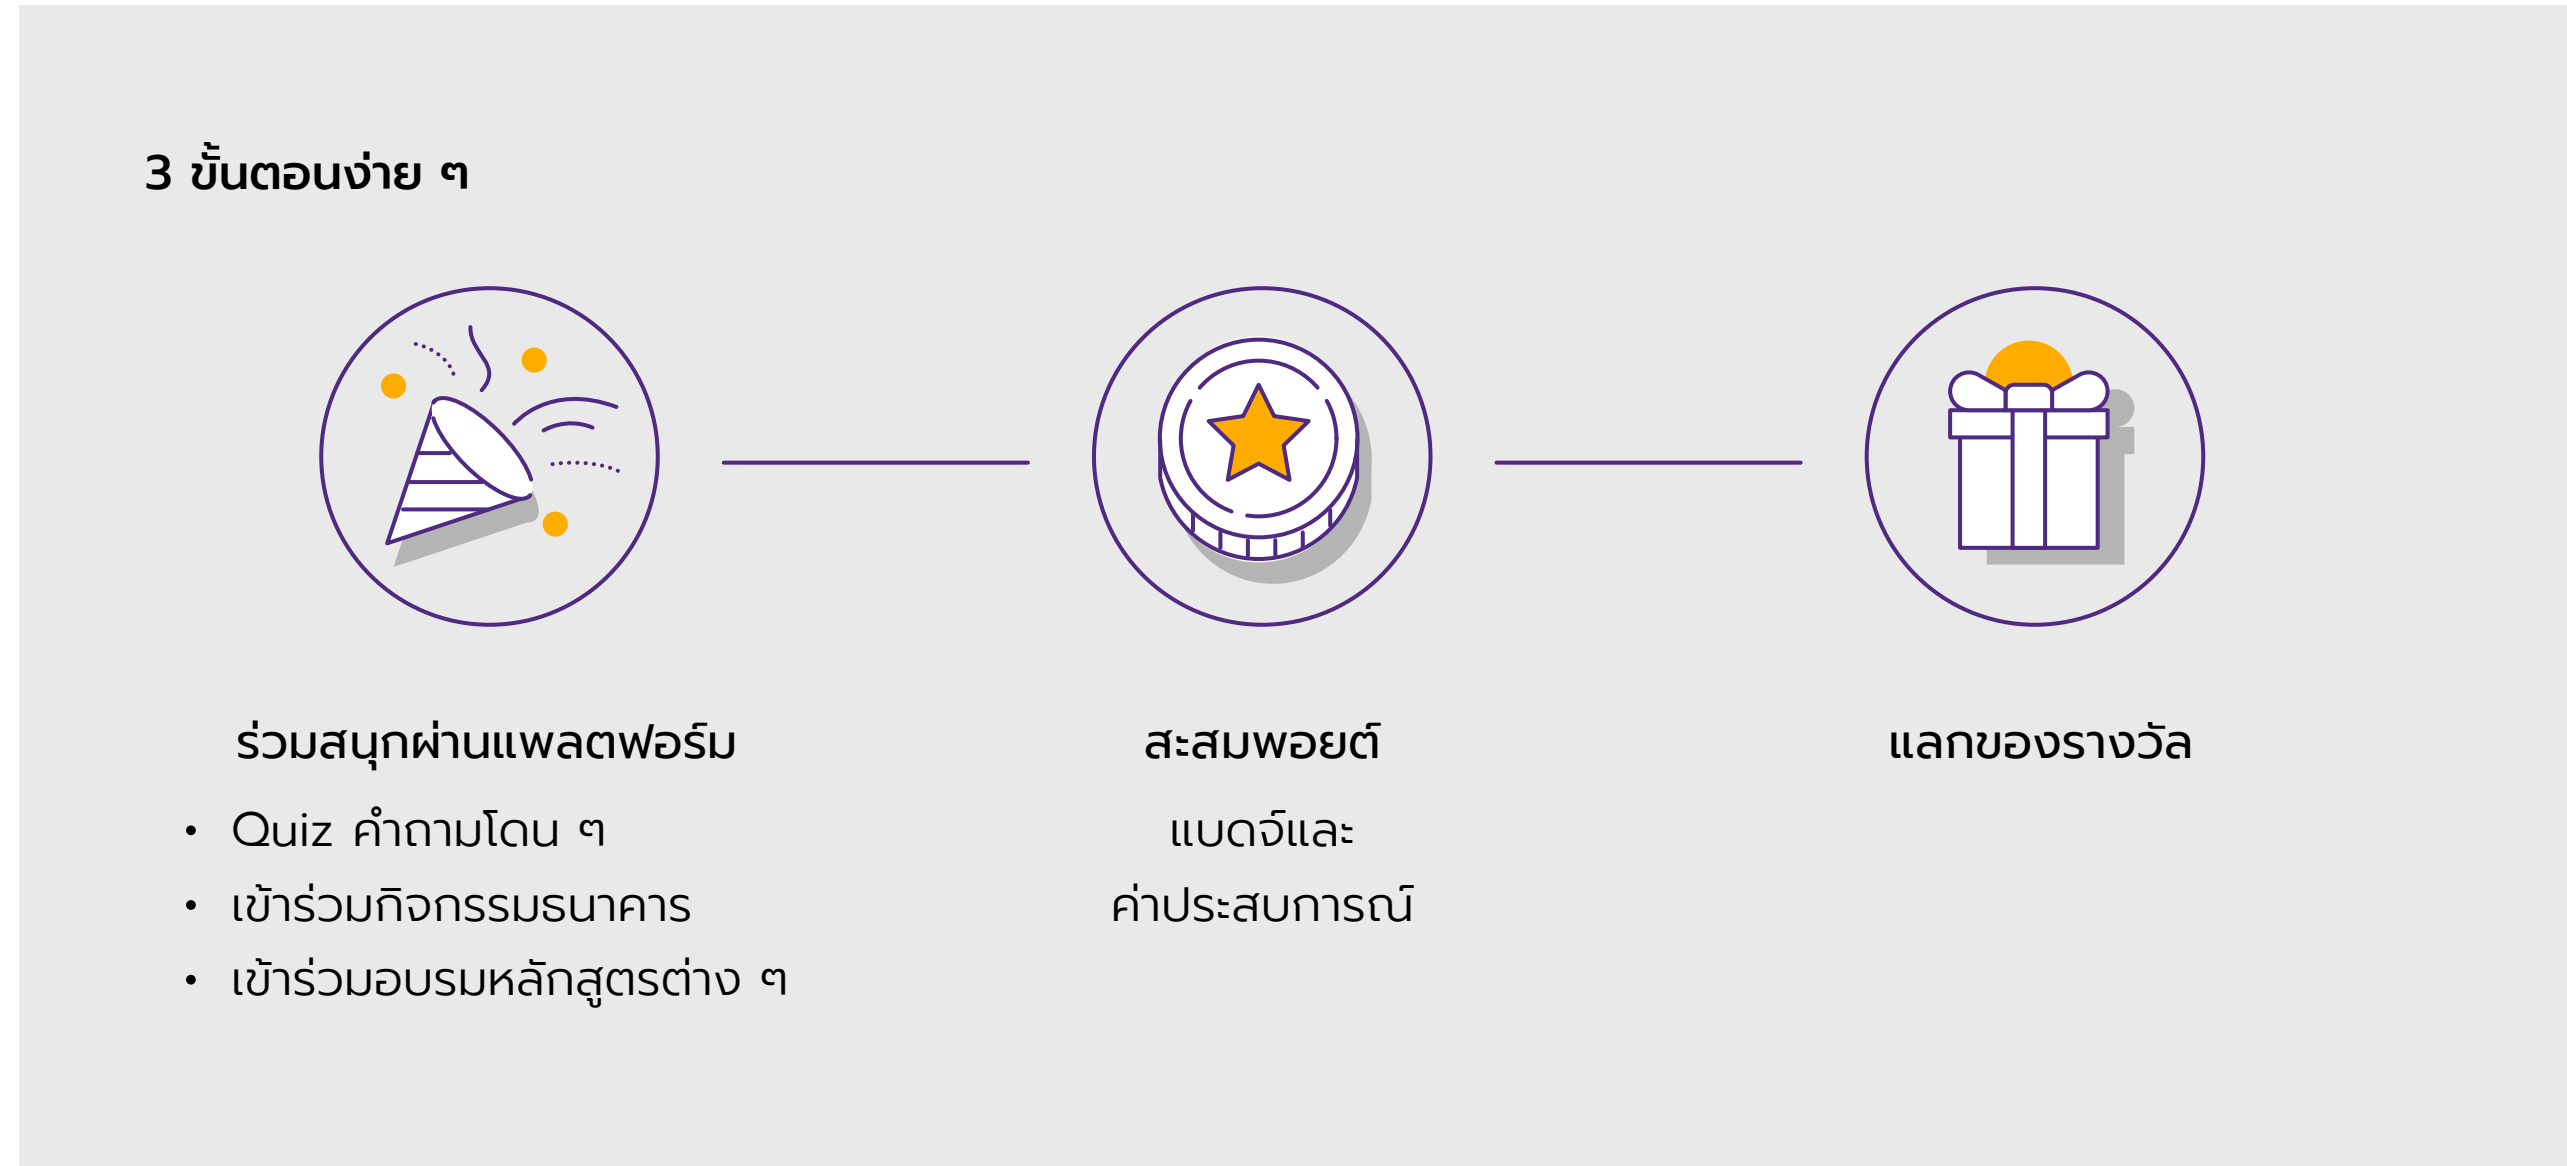 3 ขั้นตอนง่าย ๆ
ร่วมสนุกผ่านแพลตฟอร์ม
• Quiz คำถามโดน ๆ
• เข้าร่วมกิจกรรมธนาคาร
• เข้าร่วมอบรมหลักสูตรต่าง ๆ
สะสมพอยต์
แบดจ์และ
ค่าประสบการณ์
แลกของรางวัล